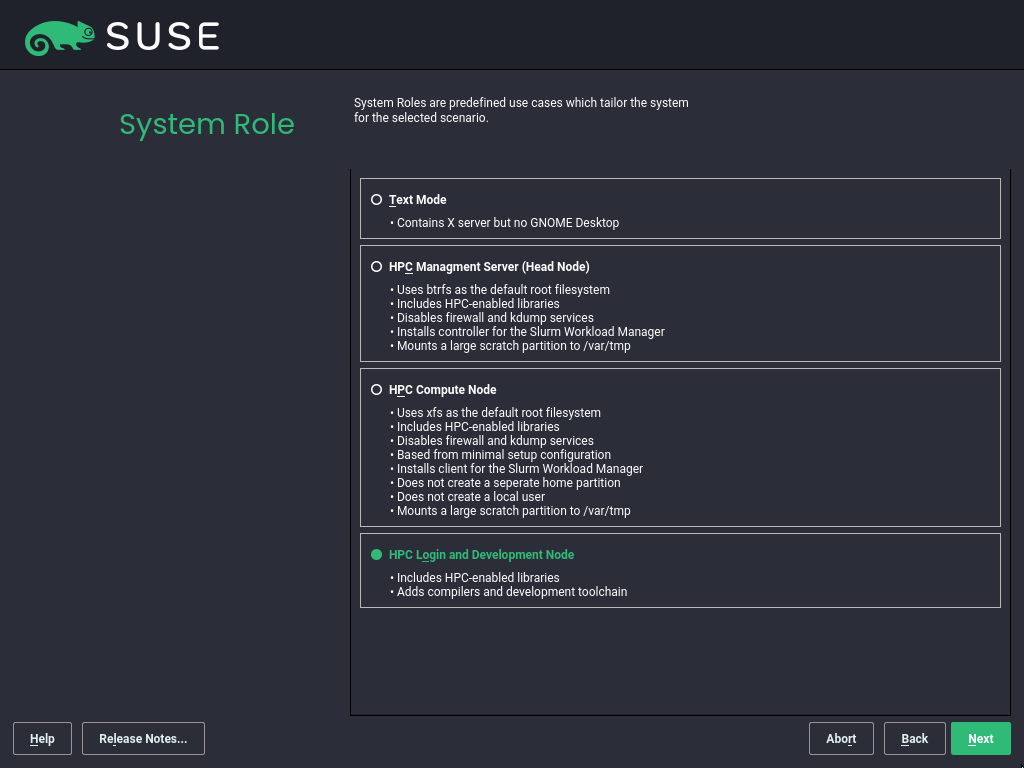 SUSE
System Role
System Roles are predefined use cases which tailor the system
for the selected scenario.
Text Mode
• Contains X server but no GNOME Desktop
HPC Managment Server (Head Node)
• Uses btrfs as the default root filesystem
• Includes HPC-enabled libraries
• Disables firewall and kdump services
• Installs controller for the Slurm Workload Manager
• Mounts a large scratch partition to /var/tmp
HPC Compute Node
• Uses xfs as the default root filesystem
• Includes HPC-enabled libraries
• Disables firewall and kdump services
• Based from minimal setup configuration
• Installs client for the Slurm Workload Manager
• Does not create a seperate home partition
• Does not create a local user
• Mounts a large scratch partition to /var/tmp
HPC Login and Development Node
• Includes HPC-enabled libraries
• Adds compilers and development toolchain
Help Release Notes... Abort Back Next